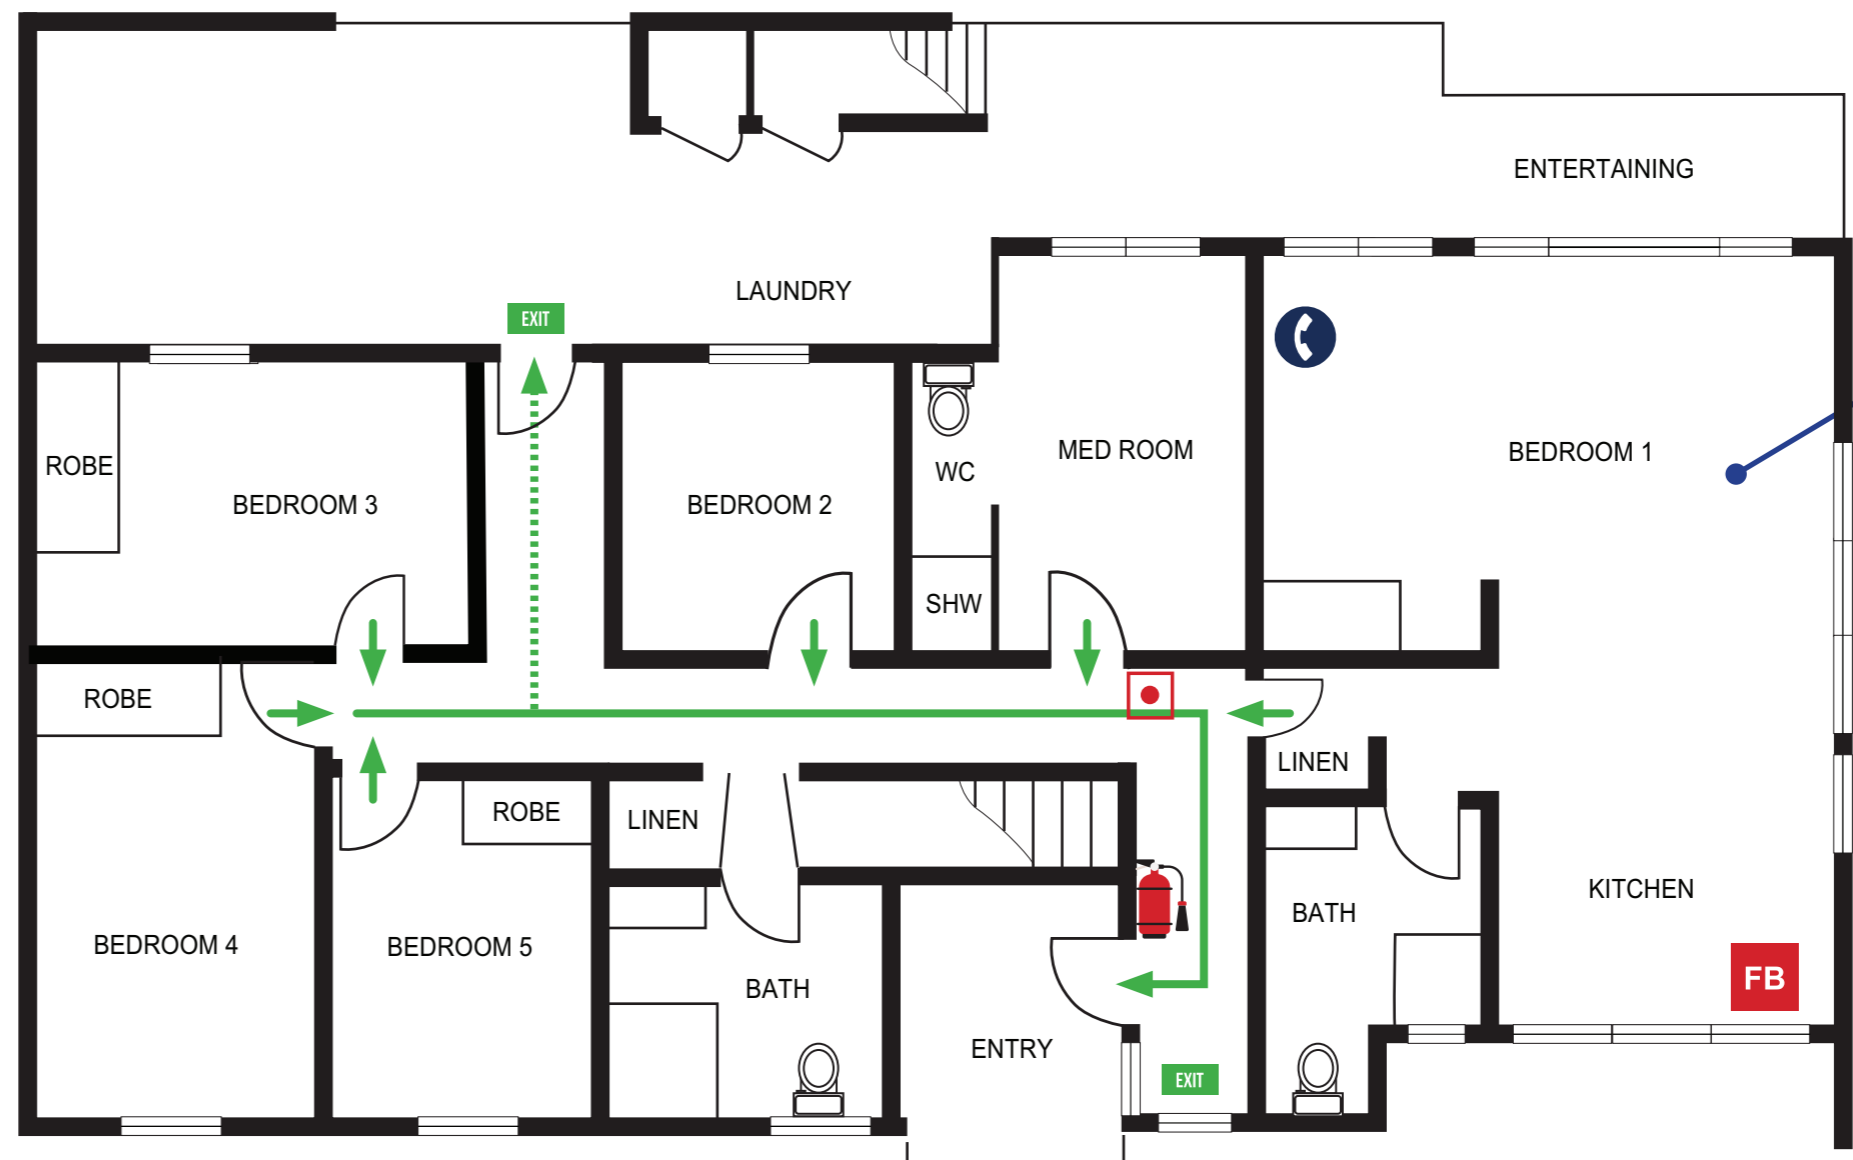 ENTERTAINING
LAUNDRY
EXIT
ROBE
BEDROOM 3
BEDROOM 2
WC
MED ROOM
BEDROOM 1
SHW
ROBE
ROBE
LINEN
LINEN
BEDROOM 4
BEDROOM 5
BATH
BATH
KITCHEN
FB
ENTRY
EXIT